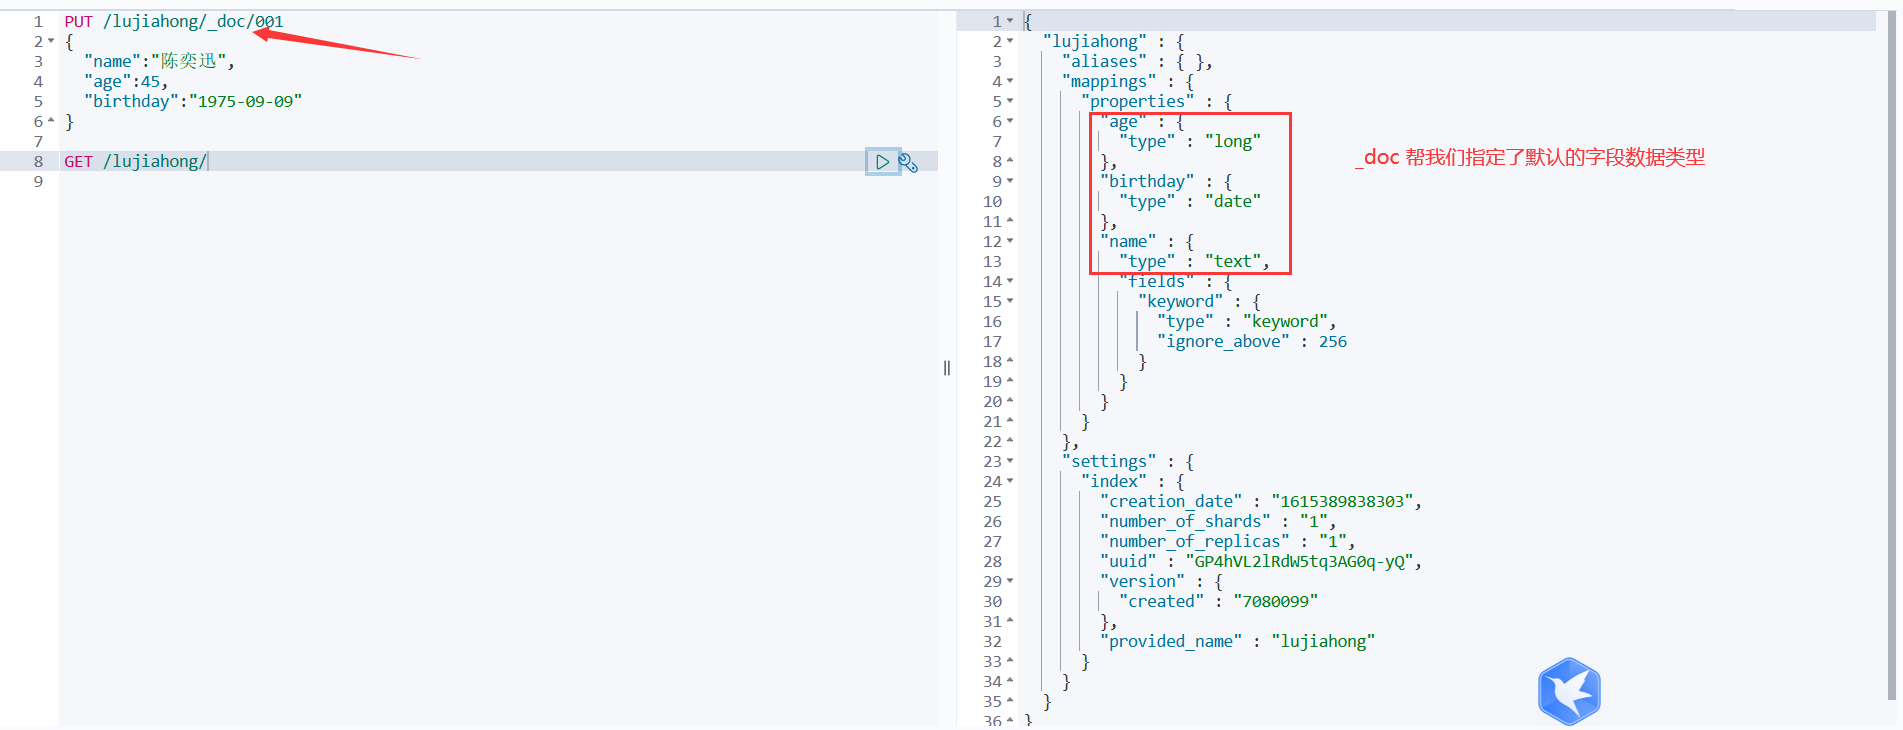 1 PUT /lujiahong/_doc/001
2 {
3 "name":"陈奕迅",
4 "age":45,
5 "birthday":"1975-09-09"
6 }
7
8 GET /lujiahong/
9
1 {
2 "lujiahong" : {
3 "aliases" : { },
4 "mappings" : {
5 "properties" : {
6 "age" : {
7 "type" : "long"
8 },
9 "birthday" : {
10 "type" : "date"
11 },
12 "name" : {
13 "type" : "text",
14 "fields" : {
15 "keyword" : {
16 "type" : "keyword",
17 "ignore_above" : 256
18 }
19 }
20 }
21 }
22 },
23 "settings" : {
24 "index" : {
25 "creation_date" : "1615389838303",
26 "number_of_shards" : "1",
27 "number_of_replicas" : "1",
28 "uuid" : "GP4hVL2lRdW5tq3AG0q-yQ",
29 "version" : {
30 "created" : "7080099"
31 },
32 "provided_name" : "lujiahong"
33 }
34 }
35 }
36 }
_doc 帮我们指定了默认的字段数据类型